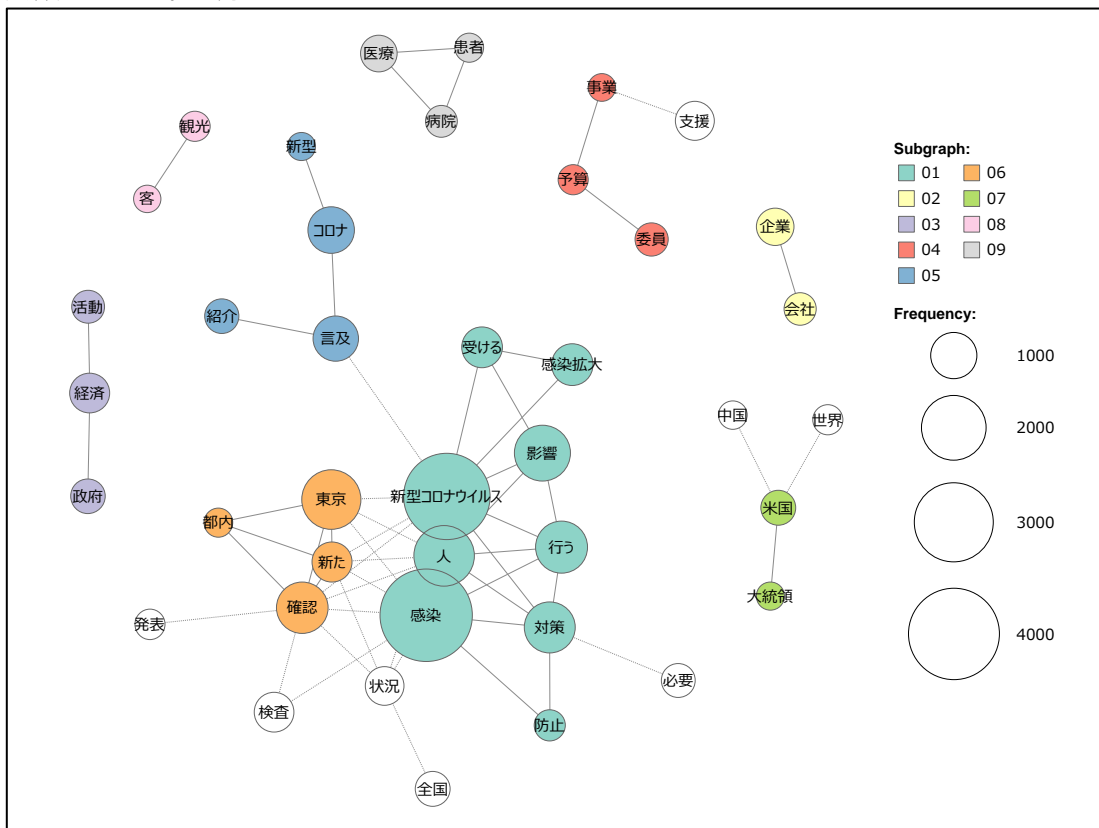 医療
患者
病院
事業
支援
予算
委員
観光
客
新型
コロナ
紹介
言及
活動
経済
政府
企業
会社
受ける
感染拡大
影響
新型コロナウイルス
東京
都内
新た
人
行う
確認
感染
対策
発表
検査
状況
必要
防止
全国
中国
世界
米国
大統領
Subgraph:
01 06
02 07
03 08
04 09
05
Frequency:
1000
2000
3000
4000